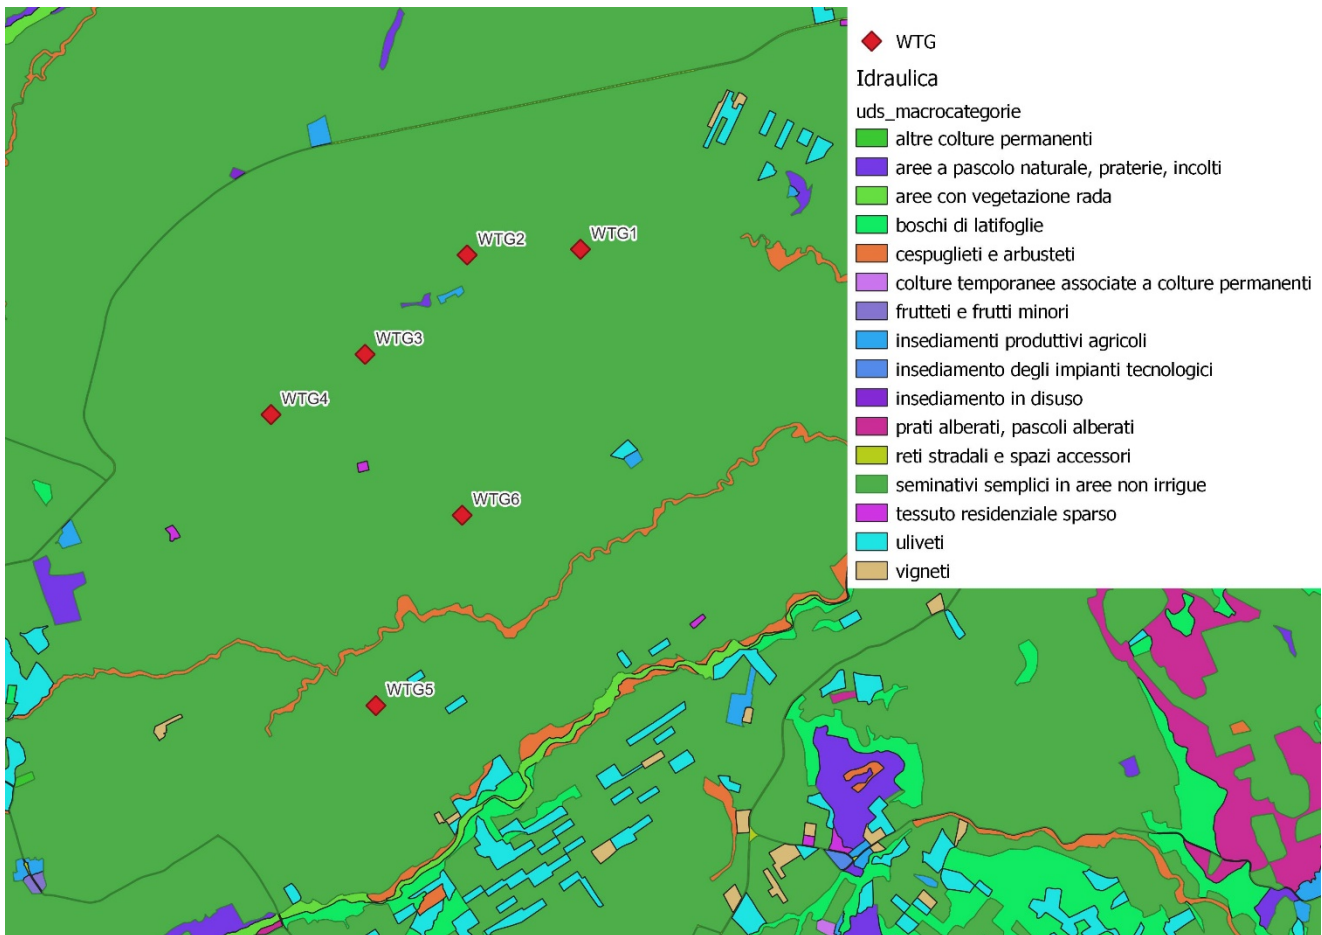 WTG
Idraulica
uds_macrocategorie
altre colture permanenti
aree a pascolo naturale, praterie, incolti
aree con vegetazione rada
boschi di latifoglie
cespuglieti e arbusteti
colture temporanee associate a colture permanenti
frutteti e frutti minori
insediamenti produttivi agricoli
insediamento degli impianti tecnologici
insediamento in disuso
prati alberati, pascoli alberati
reti stradali e spazi accessori
seminativi semplici in aree non irrigue
tessuto residenziale sparso
uliveti
vigneti
WTG2
WTG1
WTG3
WTG4
WTG6
WTG5